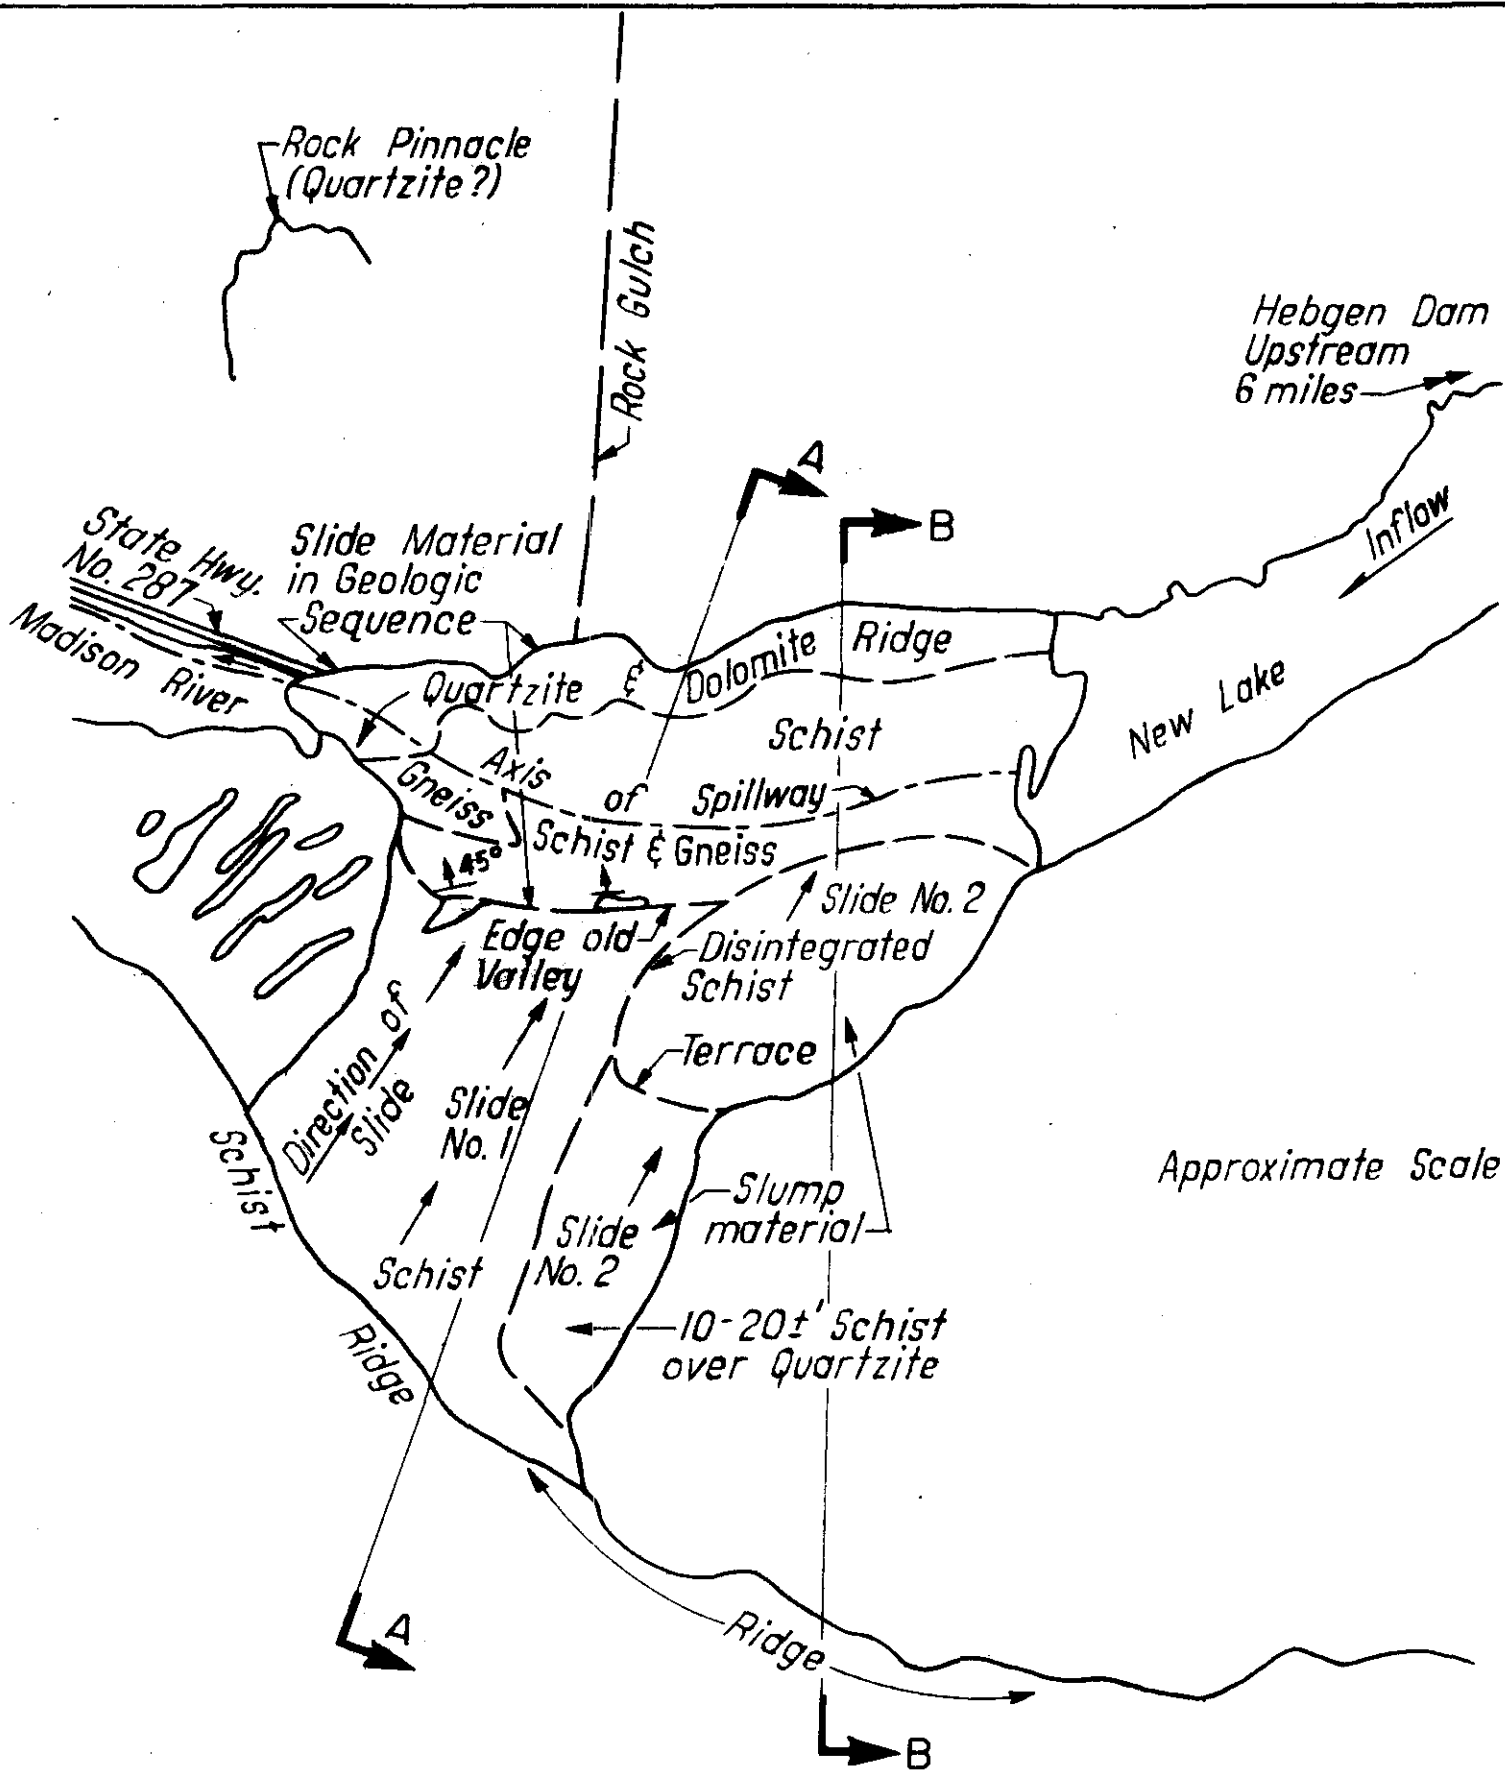 Rock Pinnacle
(Quartzite?)
Rock Gulch
Hebgen Dam
Upstream
6 miles
A
B
Inflow
State Hwy.
No. 287
Slide Material
in Geologic
Sequence
Madison
River
Quartzite & Dolomite Ridge
New Lake
Schist
Gneiss
Axis of Spillway
Schist & Gneiss
45°
Slide No. 2
Edge old
Valley
Disintegrated
Schist
Terrace
Direction of
Slide
Slide
No. 1
Approximate Scale
Schist
Slump
material
Slide
No. 2
Schist
10-20±' Schist
over Quartzite
Ridge
A
Ridge
B